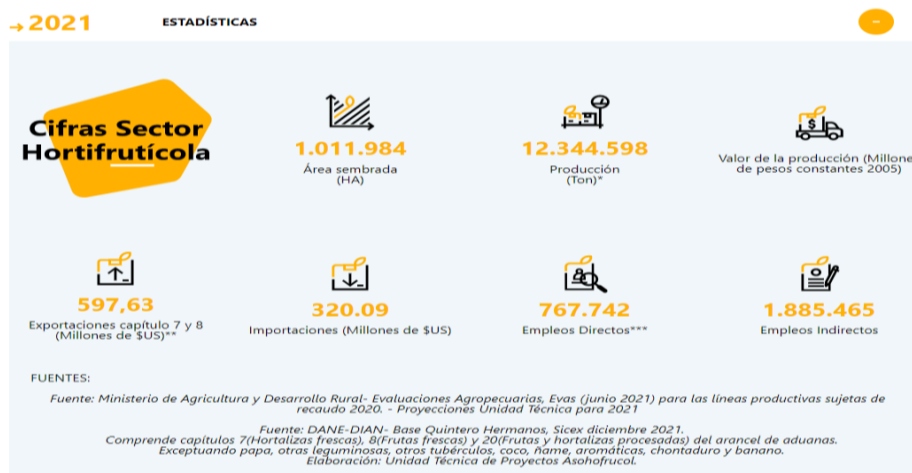 →2021
ESTADÍSTICAS
Cifras Sector
Hortifrutícola
1.011.984
Área sembrada
(HA)
12.344.598
Producción
(Ton)*
Valor de la producción (Millone
de pesos constantes 2005)
597,63
Exportaciones capítulo 7 y 8
(Millones de $US)**
320.09
Importaciones (Millones de $US)
767.742
Empleos Directos***
1.885.465
Empleos Indirectos
FUENTES:
Fuente: Ministerio de Agricultura y Desarrollo Rural- Evaluaciones Agropecuarias, Evas (junio 2021) para las líneas productivas sujetas de
recaudo 2020. - Proyecciones Unidad Técnica para 2021
Fuente: DANE-DIAN- Base Quintero Hermanos, Sicex diciembre 2021.
Comprende capítulos 7(Hortalizas frescas), 8(Frutas frescas) y 20(Frutas y hortalizas procesadas) del arancel de aduanas.
Exceptuando papa, otras leguminosas, otros tubérculos, coco, ñame, aromáticas, chontaduro y banano.
Elaboración: Unidad Técnica de Proyectos Asohofrucol.